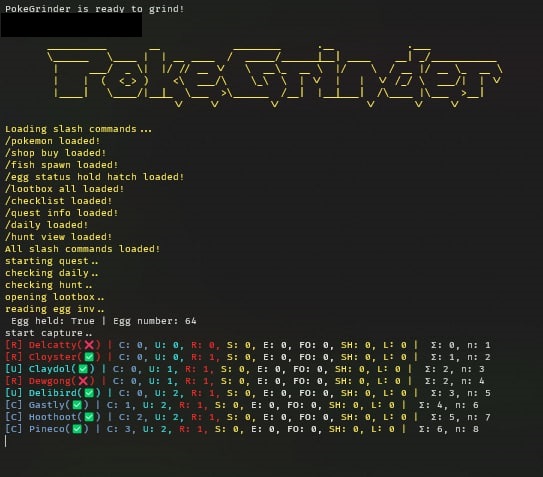 PokeGrinder is ready to grind!
PokeGrinder
Loading slash commands...
/pokemon loaded!
/shop buy loaded!
/fish spawn loaded!
/egg status hold hatch loaded!
/lootbox all loaded!
/checklist loaded!
/quest info loaded!
/daily loaded!
/hunt view loaded!
All slash commands loaded!
starting quest..
checking daily..
checking hunt..
opening lootbox..
reading egg inv..
Egg held: True | Egg number: 64
start capture..
[R] Delcatty(❌) | C: 0, U: 0, R: 0, S: 0, E: 0, FO: 0, SH: 0, L: 0 | Σ: 0, n: 1
[R] Cloyster(✅) | C: 0, U: 0, R: 1, S: 0, E: 0, FO: 0, SH: 0, L: 0 | Σ: 1, n: 2
[U] Claydol(✅) | C: 0, U: 1, R: 1, S: 0, E: 0, FO: 0, SH: 0, L: 0 | Σ: 2, n: 3
[R] Dewgong(❌) | C: 0, U: 1, R: 1, S: 0, E: 0, FO: 0, SH: 0, L: 0 | Σ: 2, n: 4
[U] Delibird(✅) | C: 0, U: 2, R: 1, S: 0, E: 0, FO: 0, SH: 0, L: 0 | Σ: 3, n: 5
[C] Gastly(✅) | C: 1, U: 2, R: 1, S: 0, E: 0, FO: 0, SH: 0, L: 0 | Σ: 4, n: 6
[C] Hoothoot(✅) | C: 2, U: 2, R: 1, S: 0, E: 0, FO: 0, SH: 0, L: 0 | Σ: 5, n: 7
[C] Pineco(✅) | C: 3, U: 2, R: 1, S: 0, E: 0, FO: 0, SH: 0, L: 0 | Σ: 6, n: 8